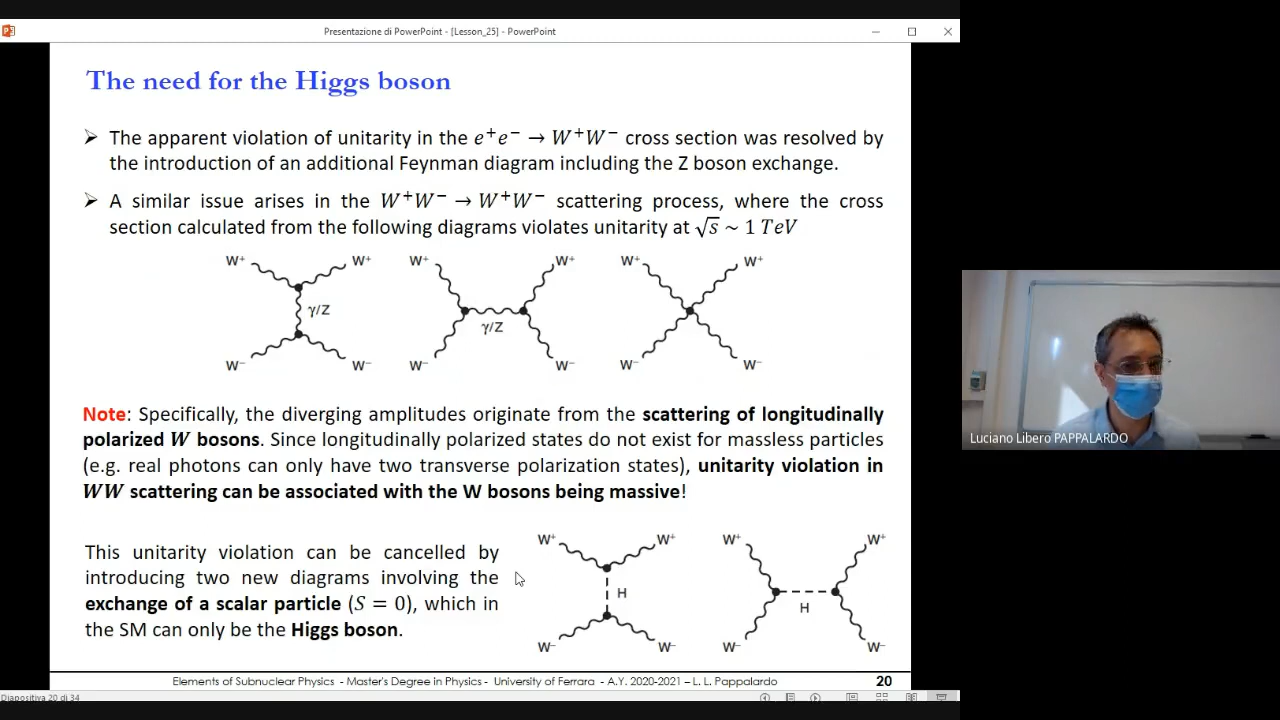 Presentazione di PowerPoint - [Lesson_25] - PowerPoint
The need for the Higgs boson
➢ The apparent violation of unitarity in the e⁺e⁻ → W⁺W⁻ cross section was resolved by
the introduction of an additional Feynman diagram including the Z boson exchange.
➢ A similar issue arises in the W⁺W⁻ → W⁺W⁻ scattering process, where the cross
section calculated from the following diagrams violates unitarity at √s ~ 1 TeV
W⁺ W⁺ W⁺ W⁺ W⁺ W⁺
γ/Z γ/Z
W⁻ W⁻ W⁻ W⁻ W⁻ W⁻
Note: Specifically, the diverging amplitudes originate from the scattering of longitudinally
polarized W bosons. Since longitudinally polarized states do not exist for massless particles
(e.g. real photons can only have two transverse polarization states), unitarity violation in
WW scattering can be associated with the W bosons being massive!
This unitarity violation can be cancelled by
introducing two new diagrams involving the
exchange of a scalar particle (S = 0), which in
the SM can only be the Higgs boson.
W⁺ W⁺ W⁺ W⁺
H H
W⁻ W⁻ W⁻ W⁻
Elements of Subnuclear Physics - Master's Degree in Physics - University of Ferrara - A.Y. 2020-2021 - L. L. Pappalardo 20
Diapositiva 20 di 34
Luciano Libero PAPPALARDO